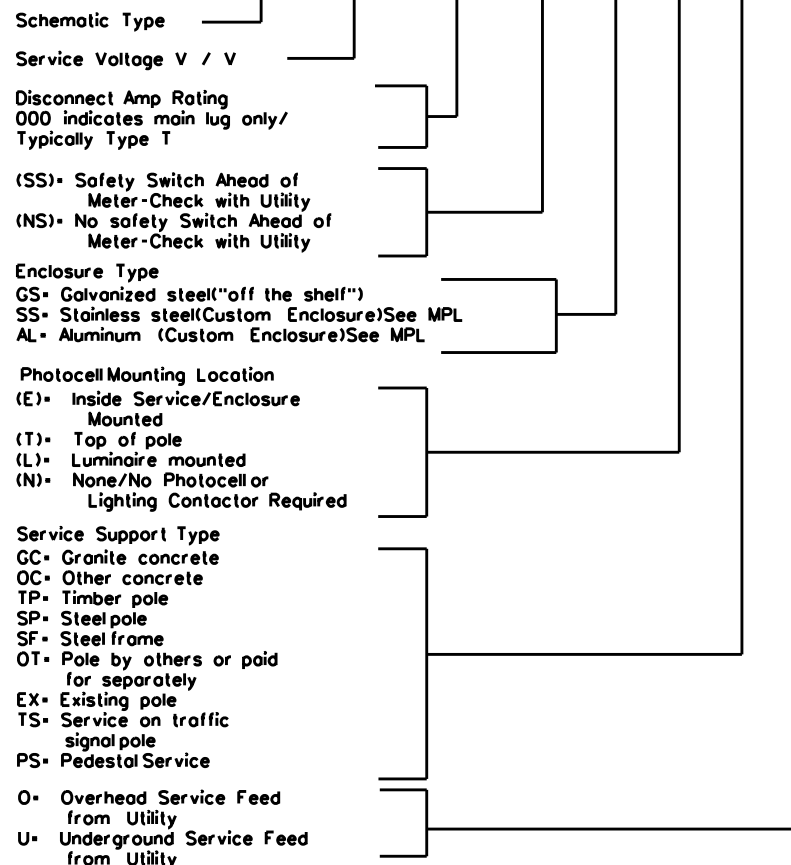 Schematic Type
Service Voltage V / V
Disconnect Amp Rating
000 indicates main lug only/
Typically Type T
(SS)= Safety Switch Ahead of
Meter-Check with Utility
(NS)= No safety Switch Ahead of
Meter-Check with Utility
Enclosure Type
GS= Galvanized steel("off the shelf")
SS= Stainless steel(Custom Enclosure)See MPL
AL= Aluminum (Custom Enclosure)See MPL
Photocell Mounting Location
(E)= Inside Service/Enclosure
Mounted
(T)= Top of pole
(L)= Luminaire mounted
(N)= None/No Photocell or
Lighting Contactor Required
Service Support Type
GC= Granite concrete
OC= Other concrete
TP= Timber pole
SP= Steel pole
SF= Steel frame
OT= Pole by others or paid
for separately
EX= Existing pole
TS= Service on traffic
signal pole
PS= Pedestal Service
O= Overhead Service Feed
from Utility
U= Underground Service Feed
from Utility